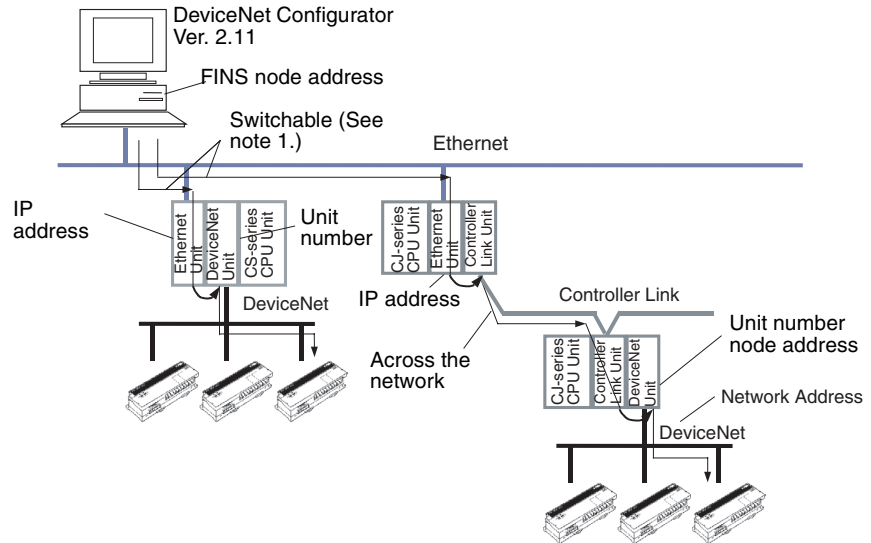 DeviceNet Configurator
Ver. 2.11
FINS node address
Switchable (See
note 1.)
Ethernet
IP
address
Ethernet
Unit
DeviceNet
Unit
CS-series
CPU Unit
Unit
number
CJ-series
CPU Unit
Ethernet
Unit
Controller
Link Unit
DeviceNet
IP address
Controller Link
Across the
network
CJ-series
CPU Unit
Controller
Link Unit
DeviceNet
Unit
Unit number
node address
Network Address
DeviceNet